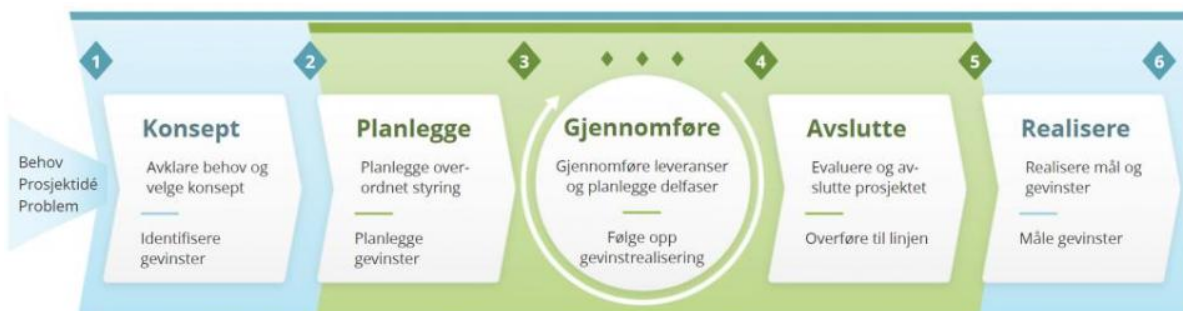 1
2
3
4
5
6
Behov
Prosjektidé
Problem
Konsept
Avklare behov og
velge konsept
Identifisere
gevinster
Planlegge
Planlegge over-
ordnet styring
Planlegge
gevinster
Gjennomføre
Gjennomføre leveranser
og planlegge delfaser
Følge opp
gevinstrealisering
Avslutte
Evaluere og av-
slutte prosjektet
Overføre til linjen
Realisere
Realisere mål og
gevinster
Måle gevinster